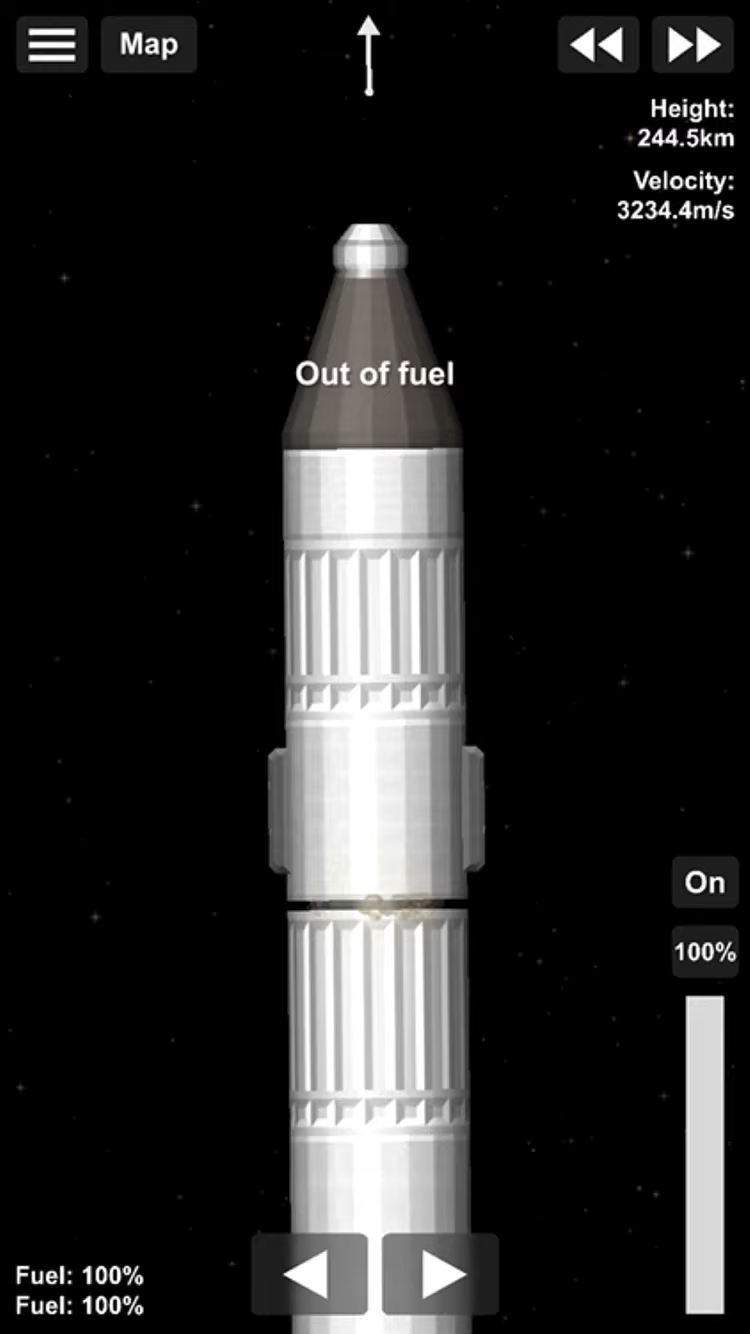 Map
Height:
244.5km
Velocity:
3234.4m/s
Out of fuel
On
100%
Fuel: 100%
Fuel: 100%